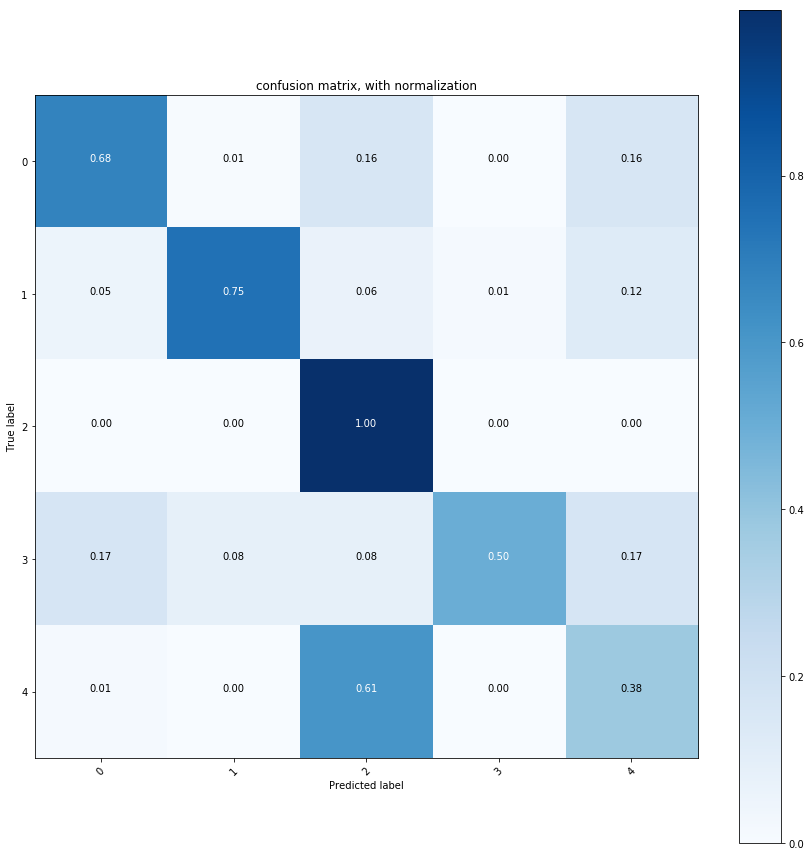 confusion matrix, with normalization
True label
0 0.68 0.01 0.16 0.00 0.16
1 0.05 0.75 0.06 0.01 0.12
2 0.00 0.00 1.00 0.00 0.00
3 0.17 0.08 0.08 0.50 0.17
4 0.01 0.00 0.61 0.00 0.38
0 1 2 3 4
Predicted label
0.8
0.6
0.4
0.2
0.0